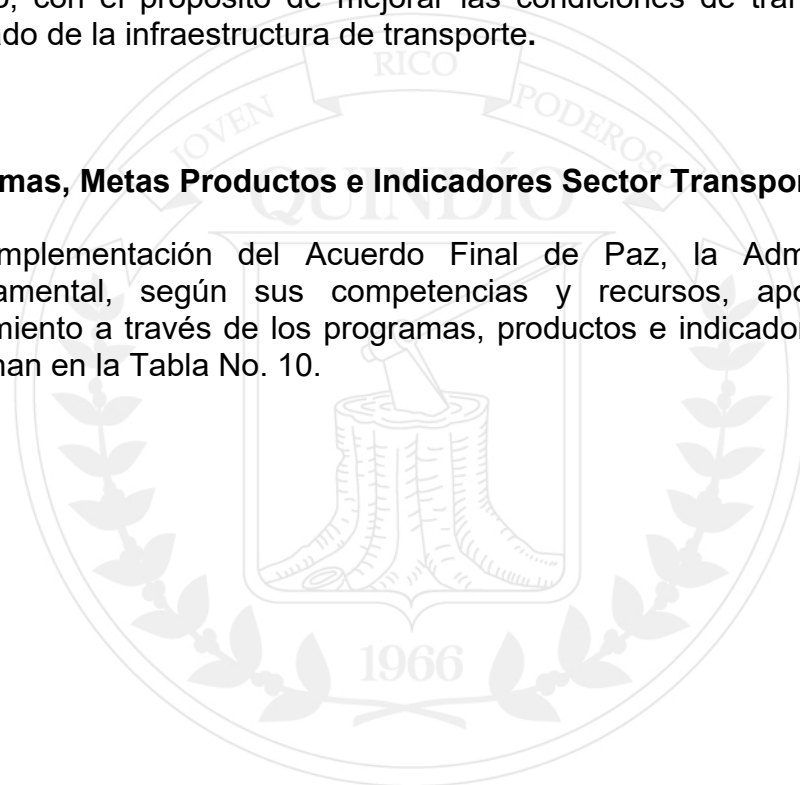 con el propósito de mejorar las condiciones de
ado de la infraestructura de transporte.
RICO
JOVEN
PODEROSO
mas, Metas Productos e Indicadores Sector Transpor
QUINDÍO
mplementación del Acuerdo Final de Paz, la Adm
amental, según sus competencias y recursos, apo
miento a través de los programas, productos e indicador
nan en la Tabla No. 10.
1966